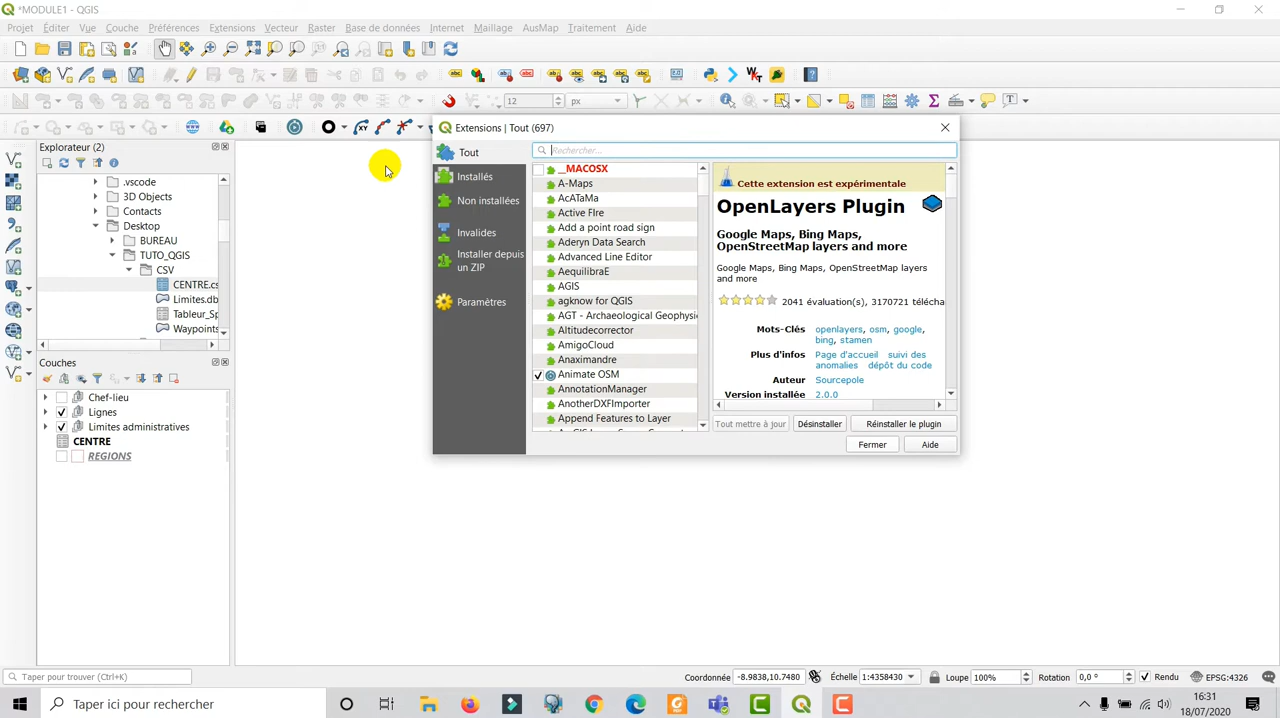 *MODULE1 - QGIS
Projet Éditer Vue Couche Préférences Extensions Vecteur Raster Base de données Internet Maillage AusMap Traitement Aide
12 px
Explorateur (2)
.vscode
3D Objects
Contacts
Desktop
BUREAU
TUTO_QGIS
CSV
CENTRE.cs
Limites.db
Tableur_Sp
Waypoints
Couches
Chef-lieu
Lignes
Limites administratives
CENTRE
REGIONS
Extensions | Tout (697)
Tout
Installés
Non installées
Invalides
Installer depuis
un ZIP
Paramètres
Rechercher...
__MACOSX
A-Maps
AcATaMa
Active FIre
Add a point road sign
Aderyn Data Search
Advanced Line Editor
AequilibraE
AGIS
agknow for QGIS
AGT - Archaeological Geophysi
Altitudecorrector
AmigoCloud
Anaximandre
Animate OSM
AnnotationManager
AnotherDXFImporter
Append Features to Layer
Cette extension est expérimentale
OpenLayers Plugin
Google Maps, Bing Maps,
OpenStreetMap layers and more
Google Maps, Bing Maps, OpenStreetMap layers
and more
2041 évaluation(s), 3170721 télécha
Mots-Clés openlayers, osm, google,
bing, stamen
Plus d'infos Page d'accueil suivi des
anomalies dépôt du code
Auteur Sourcepole
Version installée 2.0.0
Tout mettre à jour Désinstaller Réinstaller le plugin
Fermer Aide
Taper pour trouver (Ctrl+K) Coordonnée -8.9838,10.7480 Échelle 1:4358430 Loupe 100% Rotation 0,0 ° Rendu EPSG:4326
Taper ici pour rechercher
16:31
18/07/2020